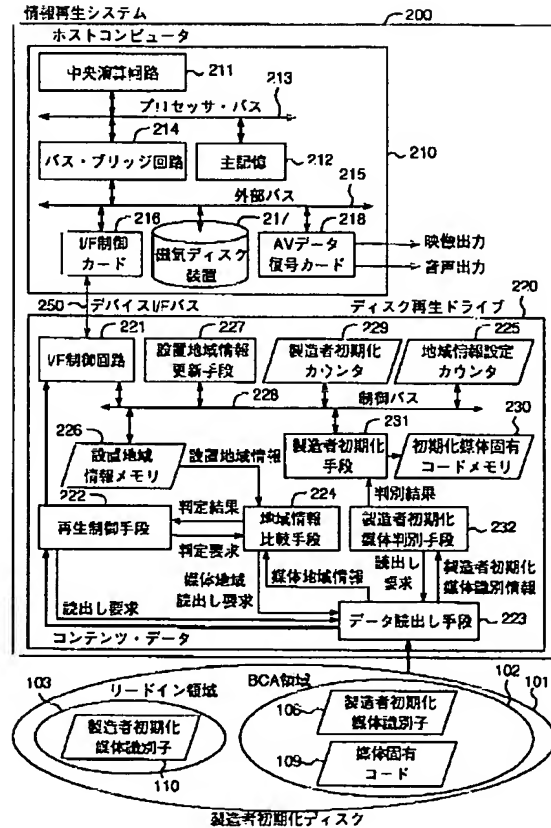 情報再生システム
200
ホストコンピュータ
中央演算回路
211
213
プロセッサ・バス
214
バス・ブリッジ回路
主記憶
212
210
外部バス
215
216
I/F制御
カード
217
磁気ディスク
装置
218
AVデータ
復号カード
映像出力
音声出力
250
デバイスI/Fバス
220
ディスク再生ドライブ
221
I/F制御回路
227
設置地域情報
更新手段
229
製造者初期化
カウンタ
225
地域情報設定
カウンタ
228
制御バス
226
設置地域
情報メモリ
設置地域情報
231
製造者初期化
手段
230
初期化媒体固有
コードメモリ
222
再生制御手段
判定結果
判定要求
224
地域情報
比較手段
判別結果
製造者初期化
媒体判別手段
232
媒体地域
読出し要求
媒体地域情報
読出し
要求
製造者初期化
媒体識別情報
読出し要求
データ読出し手段
223
コンテンツ・データ
103
リードイン領域
BCA領域
102
101
製造者初期化
媒体識別子
110
106
製造者初期化
媒体識別子
109
媒体固有
コード
製造者初期化ディスク